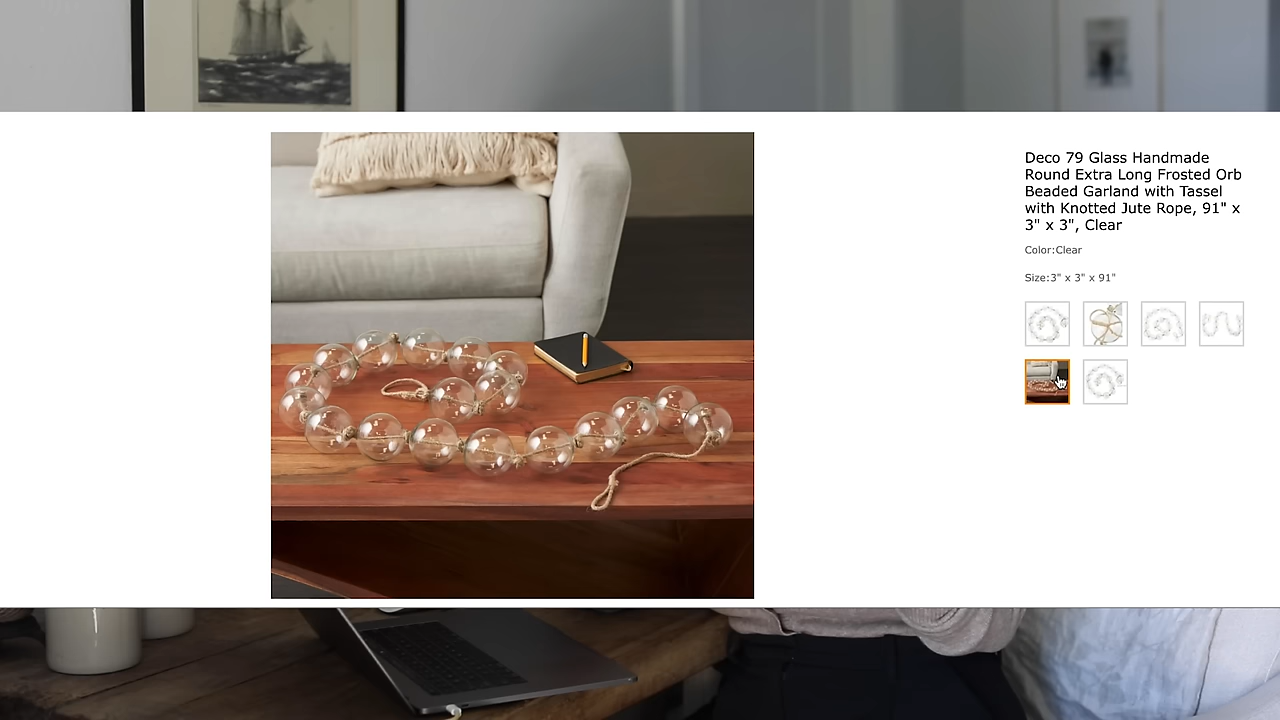 Deco 79 Glass Handmade
Round Extra Long Frosted Orb
Beaded Garland with Tassel
with Knotted Jute Rope, 91" x
3" x 3", Clear
Color:Clear
Size:3" x 3" x 91"